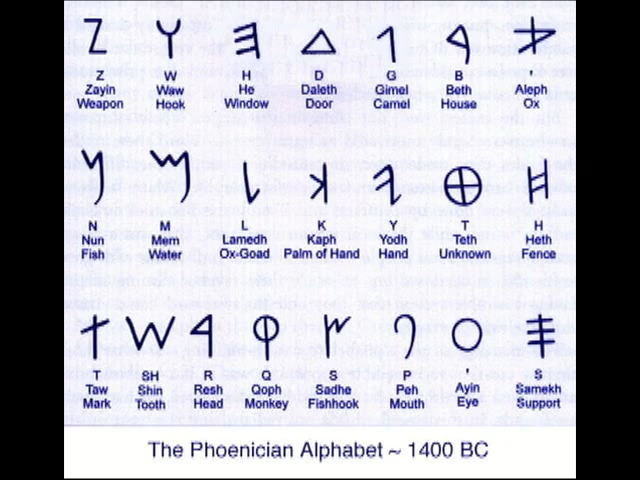 𐤀 𐤁 𐤂 𐤃 𐤄 𐤅 𐤆
Z W H D G B '
Zayin Waw He Daleth Gimel Beth Aleph
Weapon Hook Window Door Camel House Ox
𐤇 𐤈 𐤉 𐤊 𐤋 𐤌 𐤍
N M L K T H
Nun Mem Lamedh Kaph Yodh Teth Heth
Fish Water Ox-Goad Palm of Hand Hand Unknown Fence
𐤎 𐤏 𐤐 𐤑 𐤒 𐤓 𐤔 𐤕
T SH R Q S ' S
Taw Shin Resh Qoph Sadhe Peh Ayin Samekh
Mark Tooth Head Monkey Fishhook Mouth Eye Support
The Phoenician Alphabet ~ 1400 BC